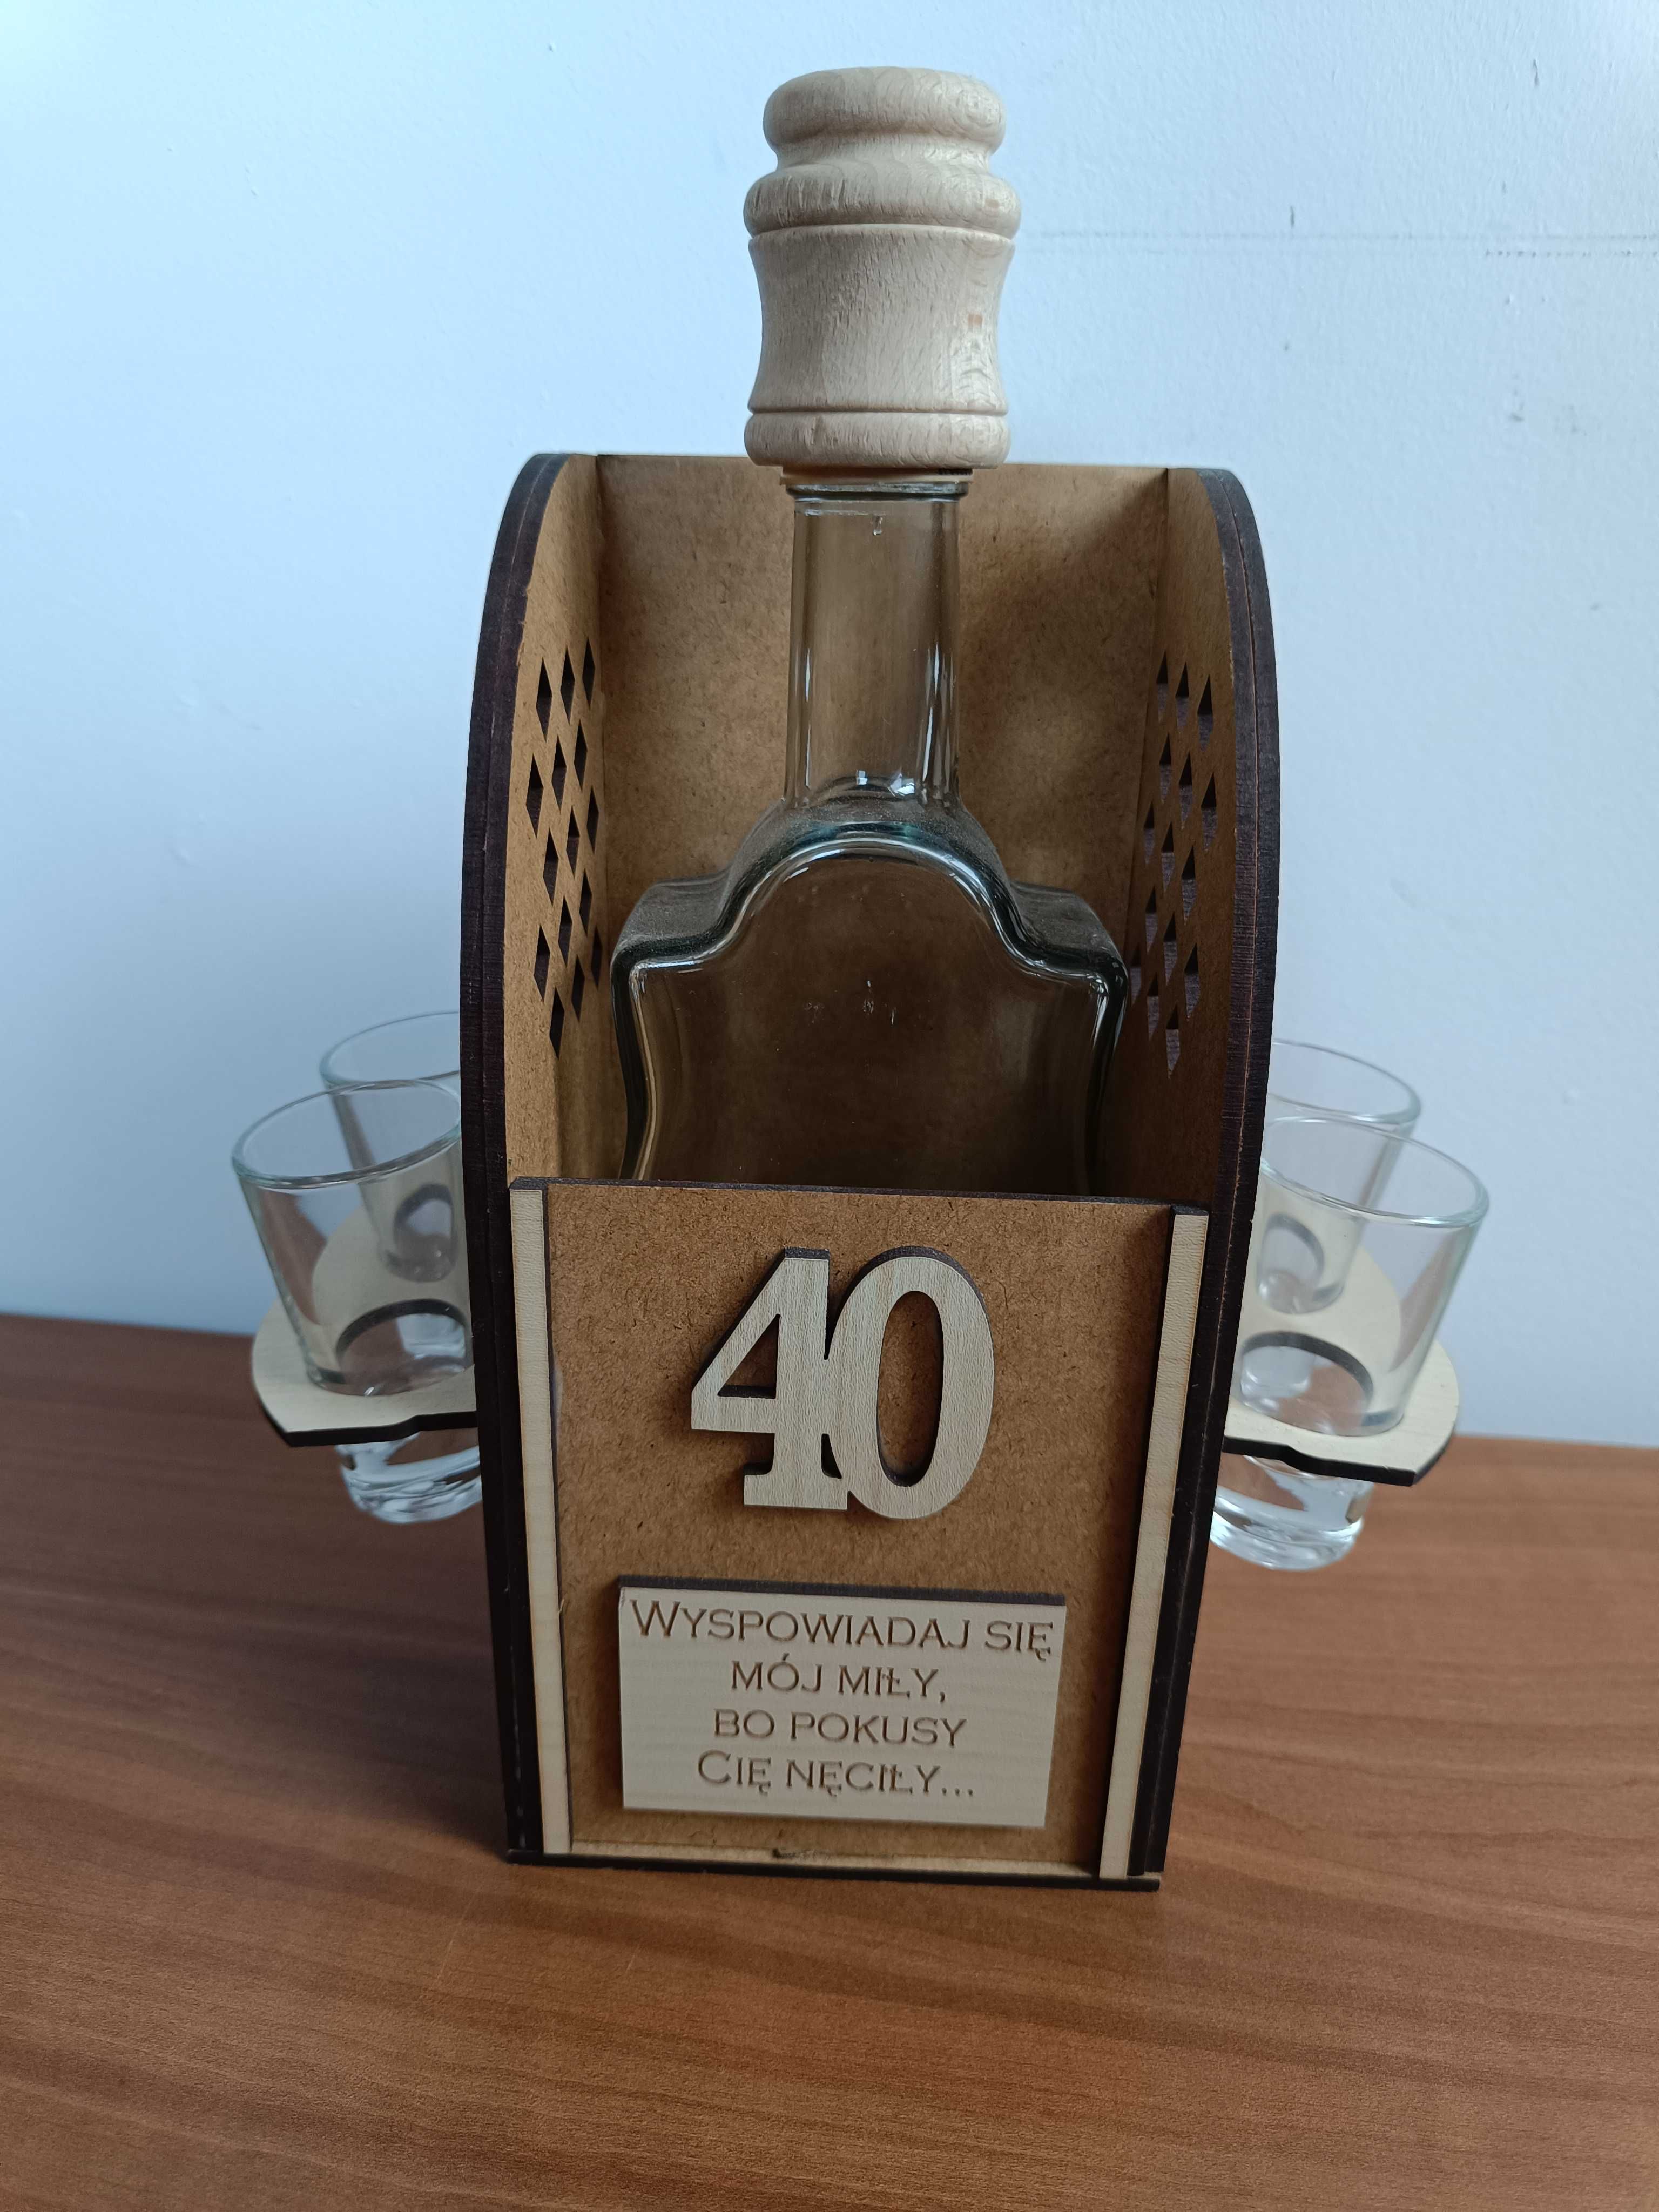 40
WYSPOWIADAJ SIĘ
MÓJ MIŁY,
BO POKUSY
CIĘ NĘCIŁY...